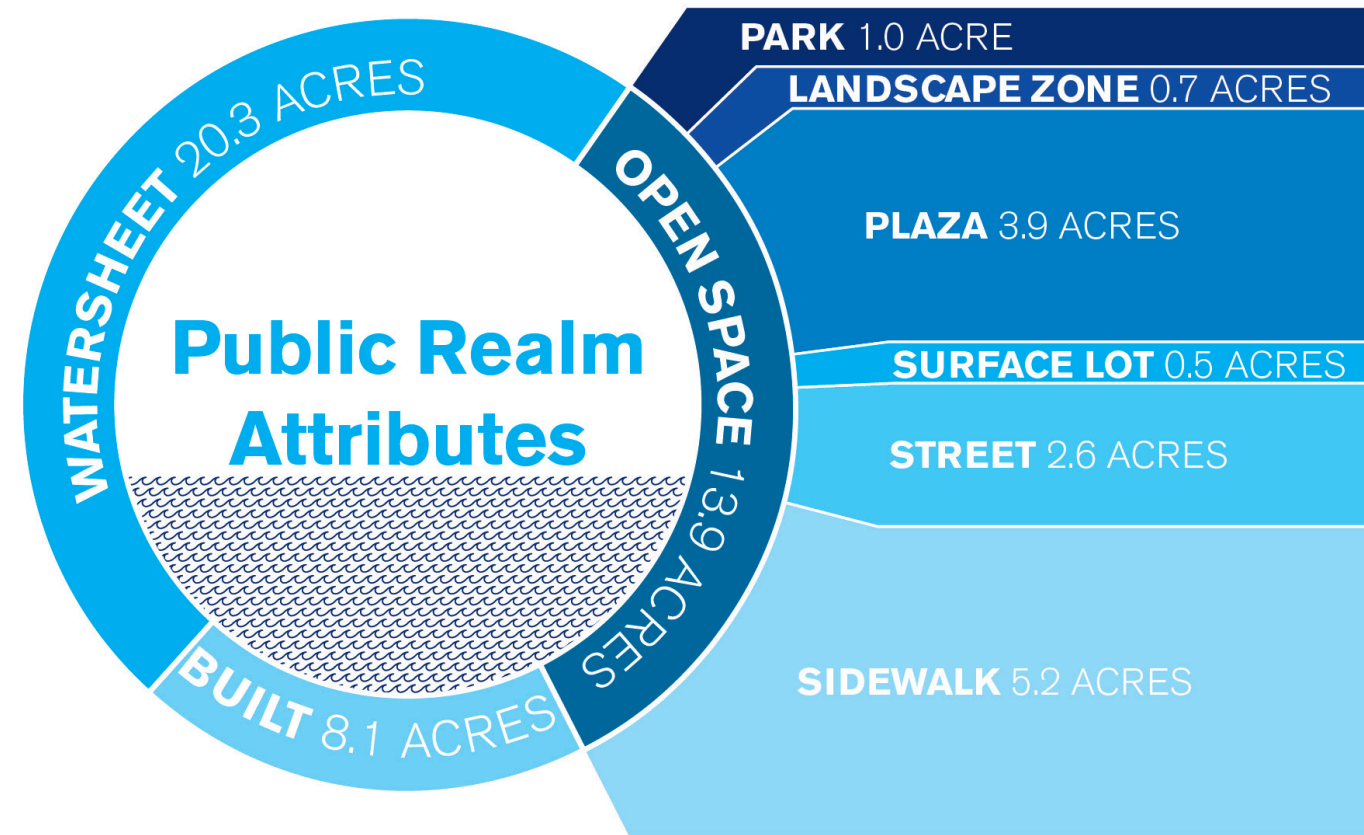 Public Realm
Attributes
WATERSHEET 20.3 ACRES
OPEN SPACE 13.9 ACRES
BUILT 8.1 ACRES
PARK 1.0 ACRE
LANDSCAPE ZONE 0.7 ACRES
PLAZA 3.9 ACRES
SURFACE LOT 0.5 ACRES
STREET 2.6 ACRES
SIDEWALK 5.2 ACRES